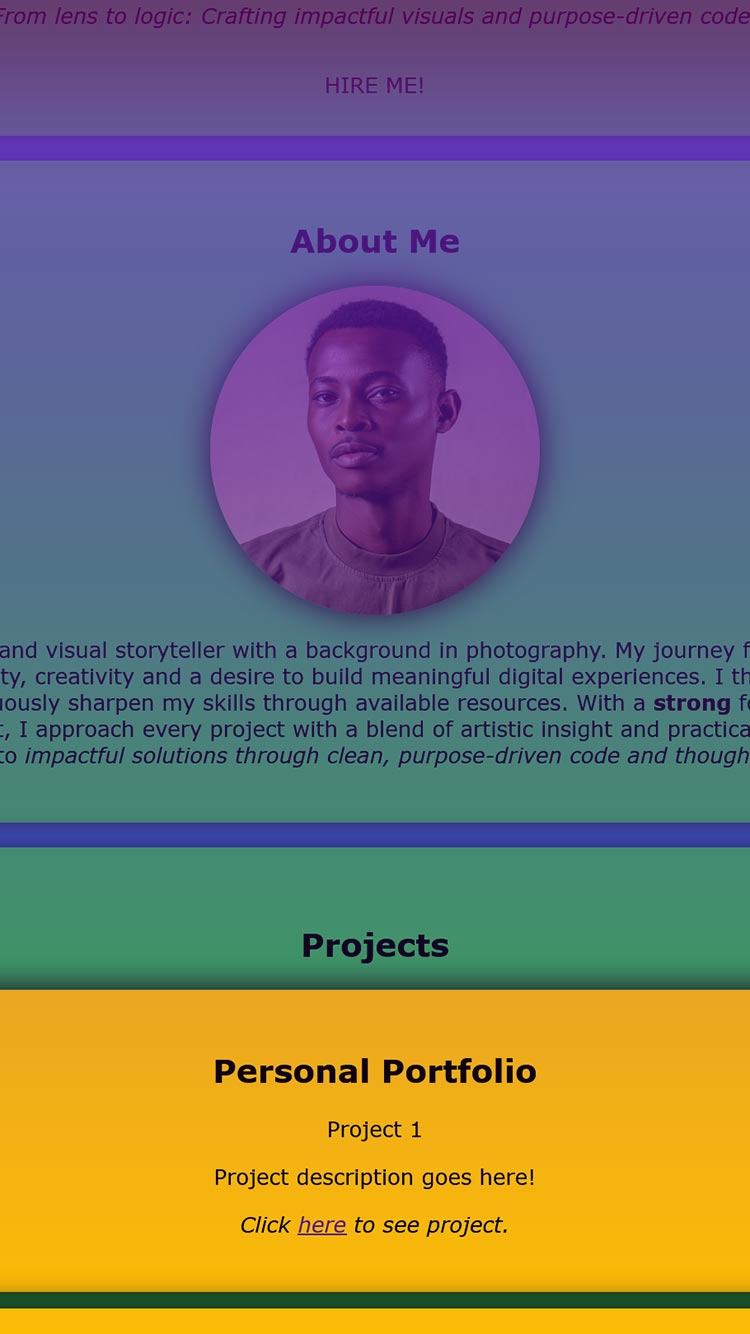 From lens to logic: Crafting impactful visuals and purpose-driven code
HIRE ME!
About Me
and visual storyteller with a background in photography. My journey f
ty, creativity and a desire to build meaningful digital experiences. I th
uously sharpen my skills through available resources. With a strong f
t, I approach every project with a blend of artistic insight and practica
to impactful solutions through clean, purpose-driven code and though
Projects
Personal Portfolio
Project 1
Project description goes here!
Click here to see project.